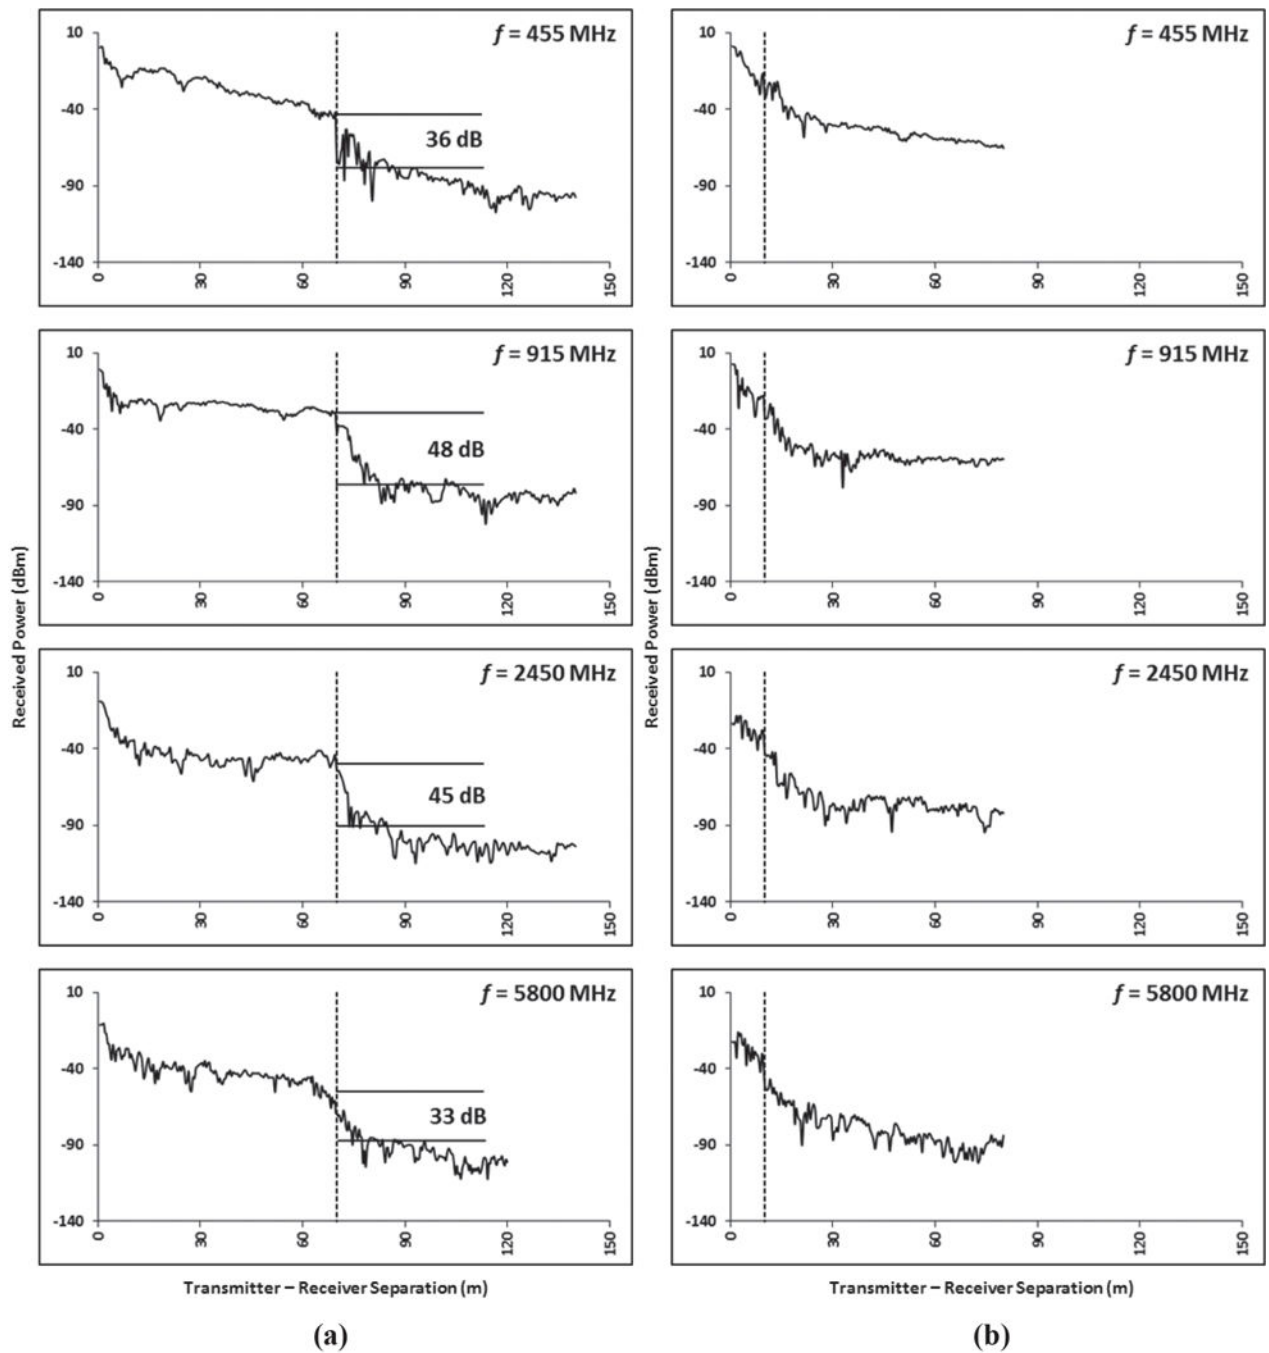 f = 455 MHz
10
-40
-90
-140
36 dB
0 30 60 90 120 150
f = 915 MHz
10
-40
-90
-140
48 dB
0 30 60 90 120 150
f = 2450 MHz
10
-40
-90
-140
45 dB
0 30 60 90 120 150
f = 5800 MHz
10
-40
-90
-140
33 dB
0 30 60 90 120 150
Received Power (dBm)
Transmitter – Receiver Separation (m)
(a)
f = 455 MHz
10
-40
-90
-140
0 30 60 90 120 150
f = 915 MHz
10
-40
-90
-140
0 30 60 90 120 150
f = 2450 MHz
10
-40
-90
-140
0 30 60 90 120 150
f = 5800 MHz
10
-40
-90
-140
0 30 60 90 120 150
Received Power (dBm)
Transmitter – Receiver Separation (m)
(b)